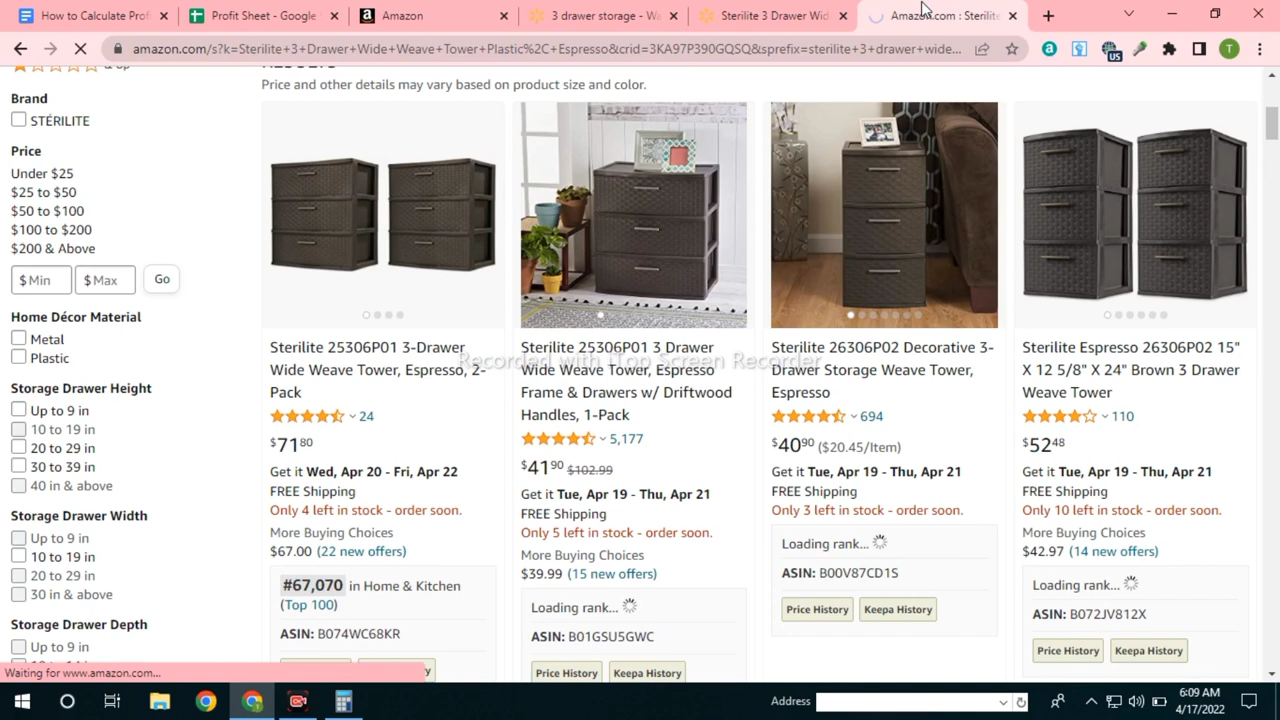 How to Calculate Profi
Profit Sheet - Google
Amazon
3 drawer storage - Wa
Sterilite 3 Drawer Wid
Amazon.com : Sterilite
amazon.com/s?k=Sterilite+3+Drawer+Wide+Weave+Tower+Plastic%2C+Espresso&crid=3KA97P390GQSQ&sprefix=sterilite+3+drawer+wide...
US
T
& up
RESULTS
Price and other details may vary based on product size and color.
Brand
STÉRILITE
Price
Under $25
$25 to $50
$50 to $100
$100 to $200
$200 & Above
$ Min
$ Max
Go
Home Décor Material
Metal
Plastic
Storage Drawer Height
Up to 9 in
10 to 19 in
20 to 29 in
30 to 39 in
40 in & above
Storage Drawer Width
Up to 9 in
10 to 19 in
20 to 29 in
30 in & above
Storage Drawer Depth
Up to 9 in
Sterilite 25306P01 3-Drawer
Wide Weave Tower, Espresso, 2-
Pack
24
$71 80
Get it Wed, Apr 20 - Fri, Apr 22
FREE Shipping
Only 4 left in stock - order soon.
More Buying Choices
$67.00 (22 new offers)
#67,070 in Home & Kitchen
(Top 100)
ASIN: B074WC68KR
Sterilite 25306P01 3 Drawer
Wide Weave Tower, Espresso
Frame & Drawers w/ Driftwood
Handles, 1-Pack
5,177
$41 90 $102.99
Get it Tue, Apr 19 - Thu, Apr 21
FREE Shipping
Only 5 left in stock - order soon.
More Buying Choices
$39.99 (15 new offers)
Loading rank...
ASIN: B01GSU5GWC
Price History
Keepa History
Sterilite 26306P02 Decorative 3-
Drawer Storage Weave Tower,
Espresso
694
$40 90 ($20.45/Item)
Get it Tue, Apr 19 - Thu, Apr 21
FREE Shipping
Only 3 left in stock - order soon.
Loading rank...
ASIN: B00V87CD1S
Price History
Keepa History
Sterilite Espresso 26306P02 15"
X 12 5/8" X 24" Brown 3 Drawer
Weave Tower
110
$52 48
Get it Tue, Apr 19 - Thu, Apr 21
FREE Shipping
Only 10 left in stock - order soon.
More Buying Choices
$42.97 (14 new offers)
Loading rank...
ASIN: B072JV812X
Price History
Keepa History
Recorded with iTop Screen Recorder
Waiting for www.amazon.com...
Address
6:09 AM
4/17/2022